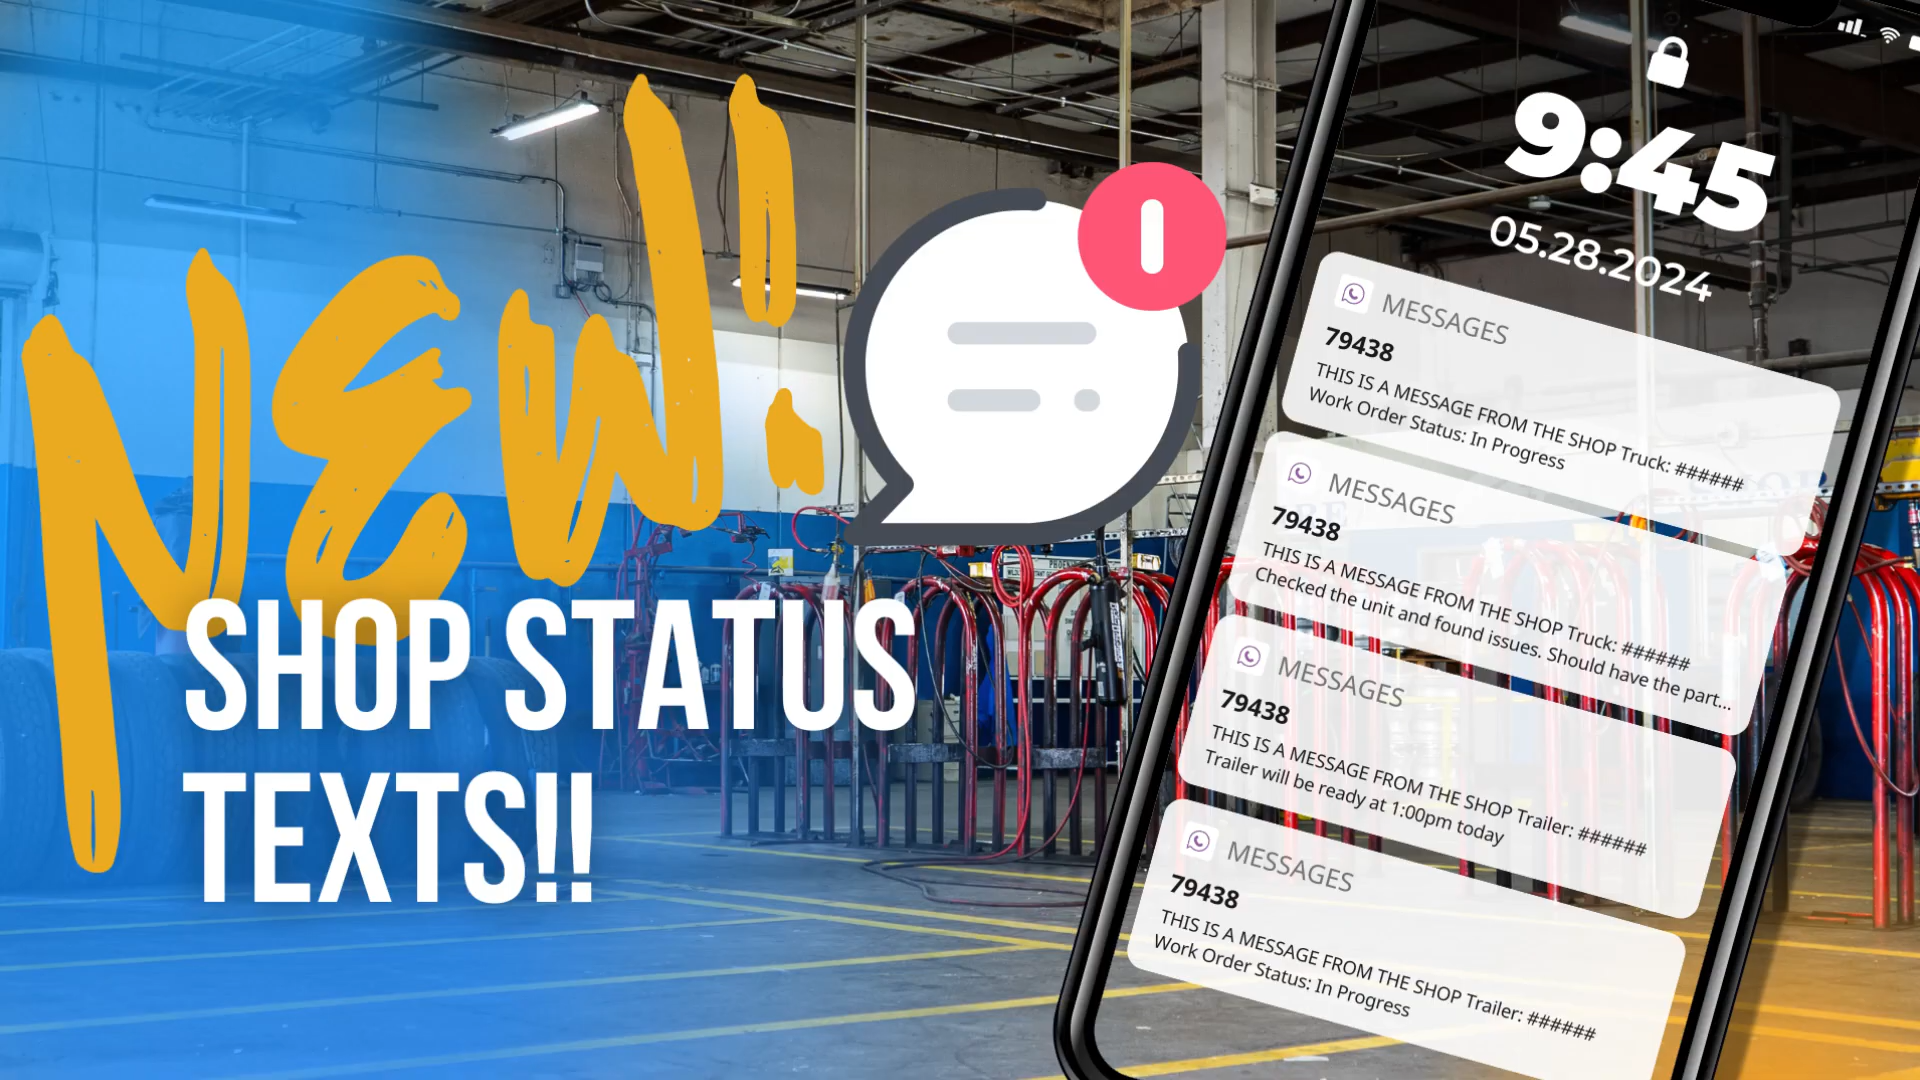 NEW!!
SHOP STATUS
TEXTS!!
9:45
05.28.2024
MESSAGES
79438
THIS IS A MESSAGE FROM THE SHOP Truck: ######
Work Order Status: In Progress
MESSAGES
79438
THIS IS A MESSAGE FROM THE SHOP Truck: ######
Checked the unit and found issues. Should have the part...
MESSAGES
79438
THIS IS A MESSAGE FROM THE SHOP Trailer: ######
Trailer will be ready at 1:00pm today
MESSAGES
79438
THIS IS A MESSAGE FROM THE SHOP Trailer: ######
Work Order Status: In Progress